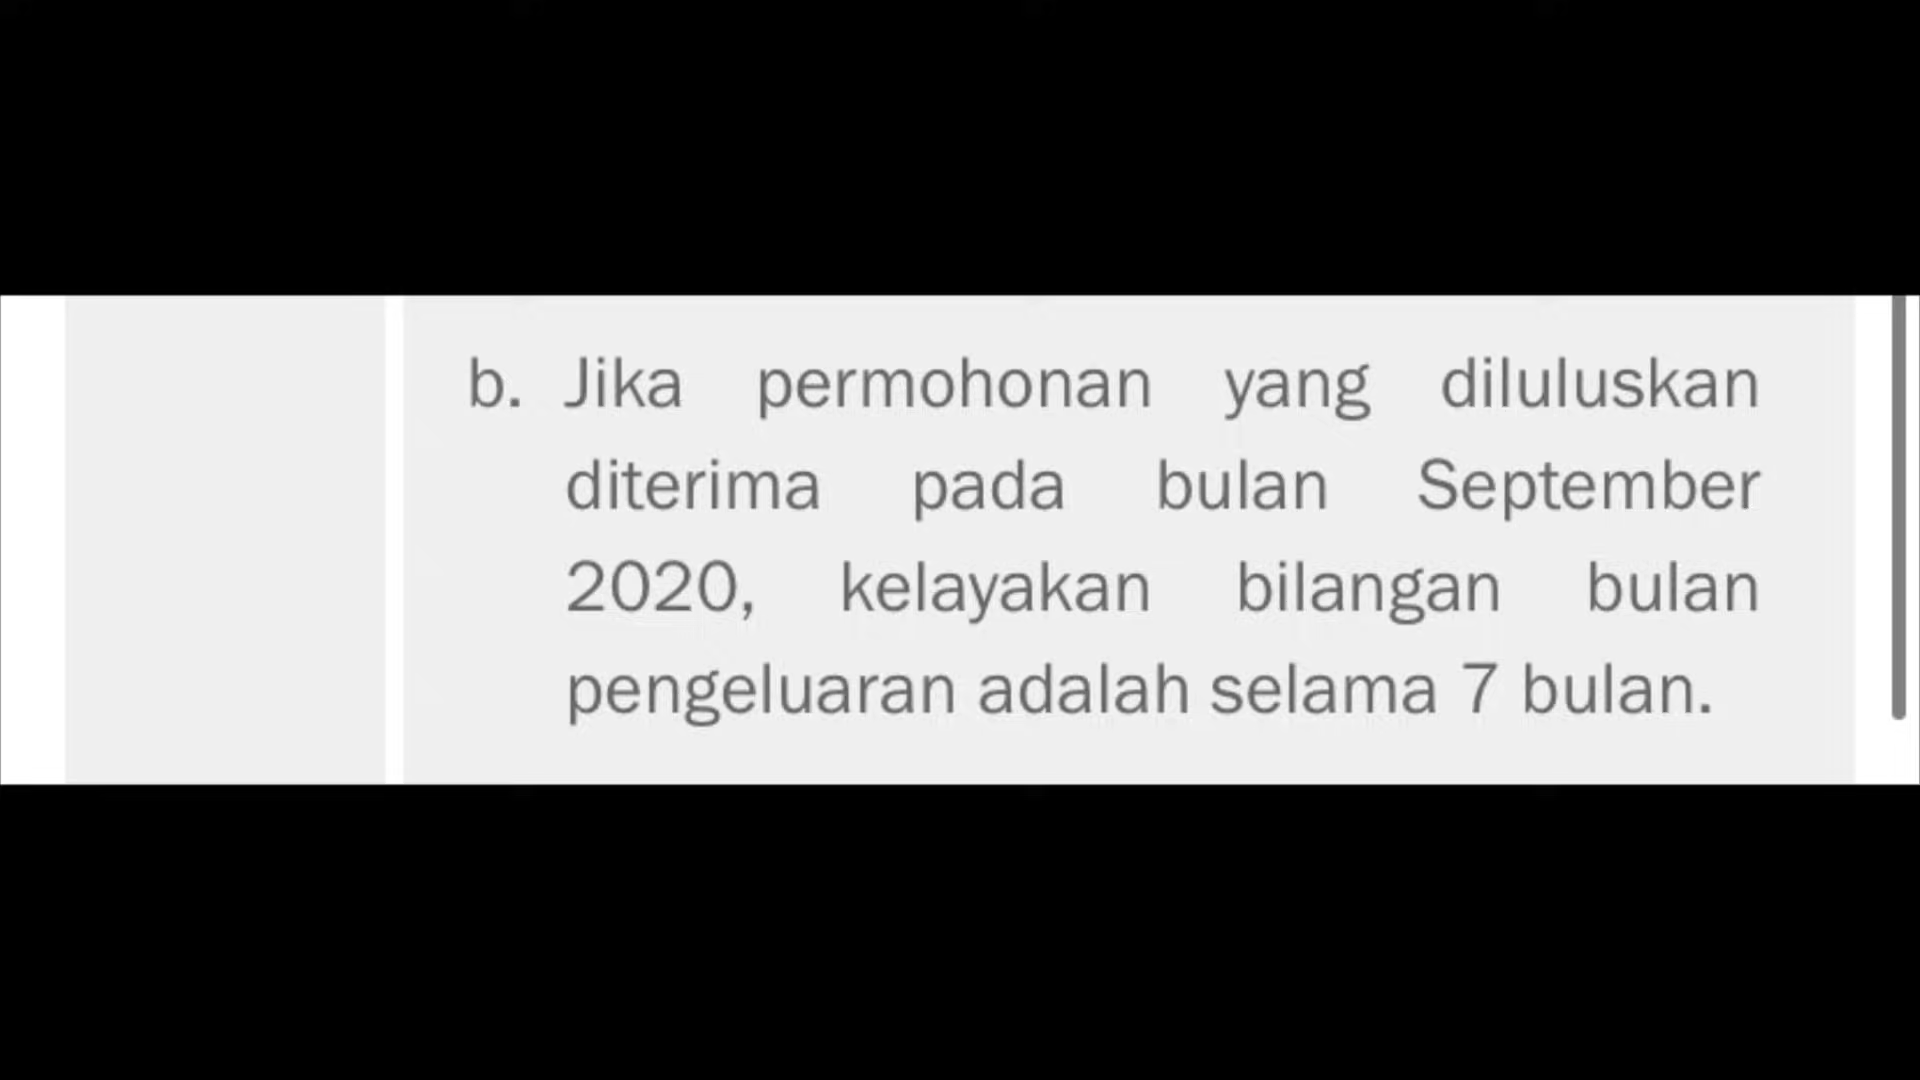 b. Jika permohonan yang diluluskan
diterima pada bulan September
2020, kelayakan bilangan bulan
pengeluaran adalah selama 7 bulan.